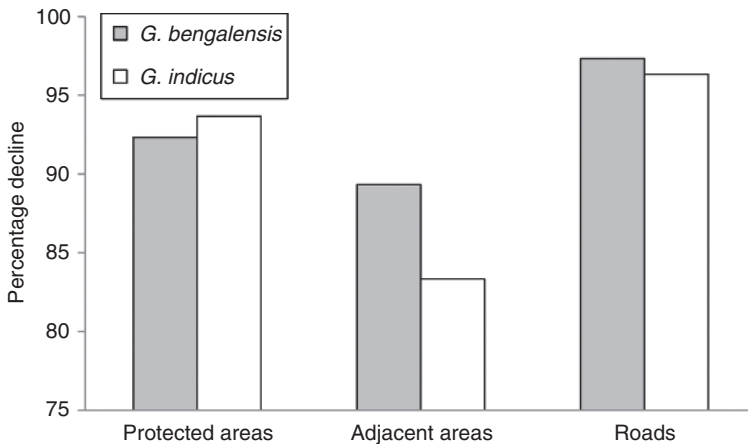 100
95
90
85
80
75
Percentage decline
G. bengalensis
G. indicus
Protected areas Adjacent areas Roads